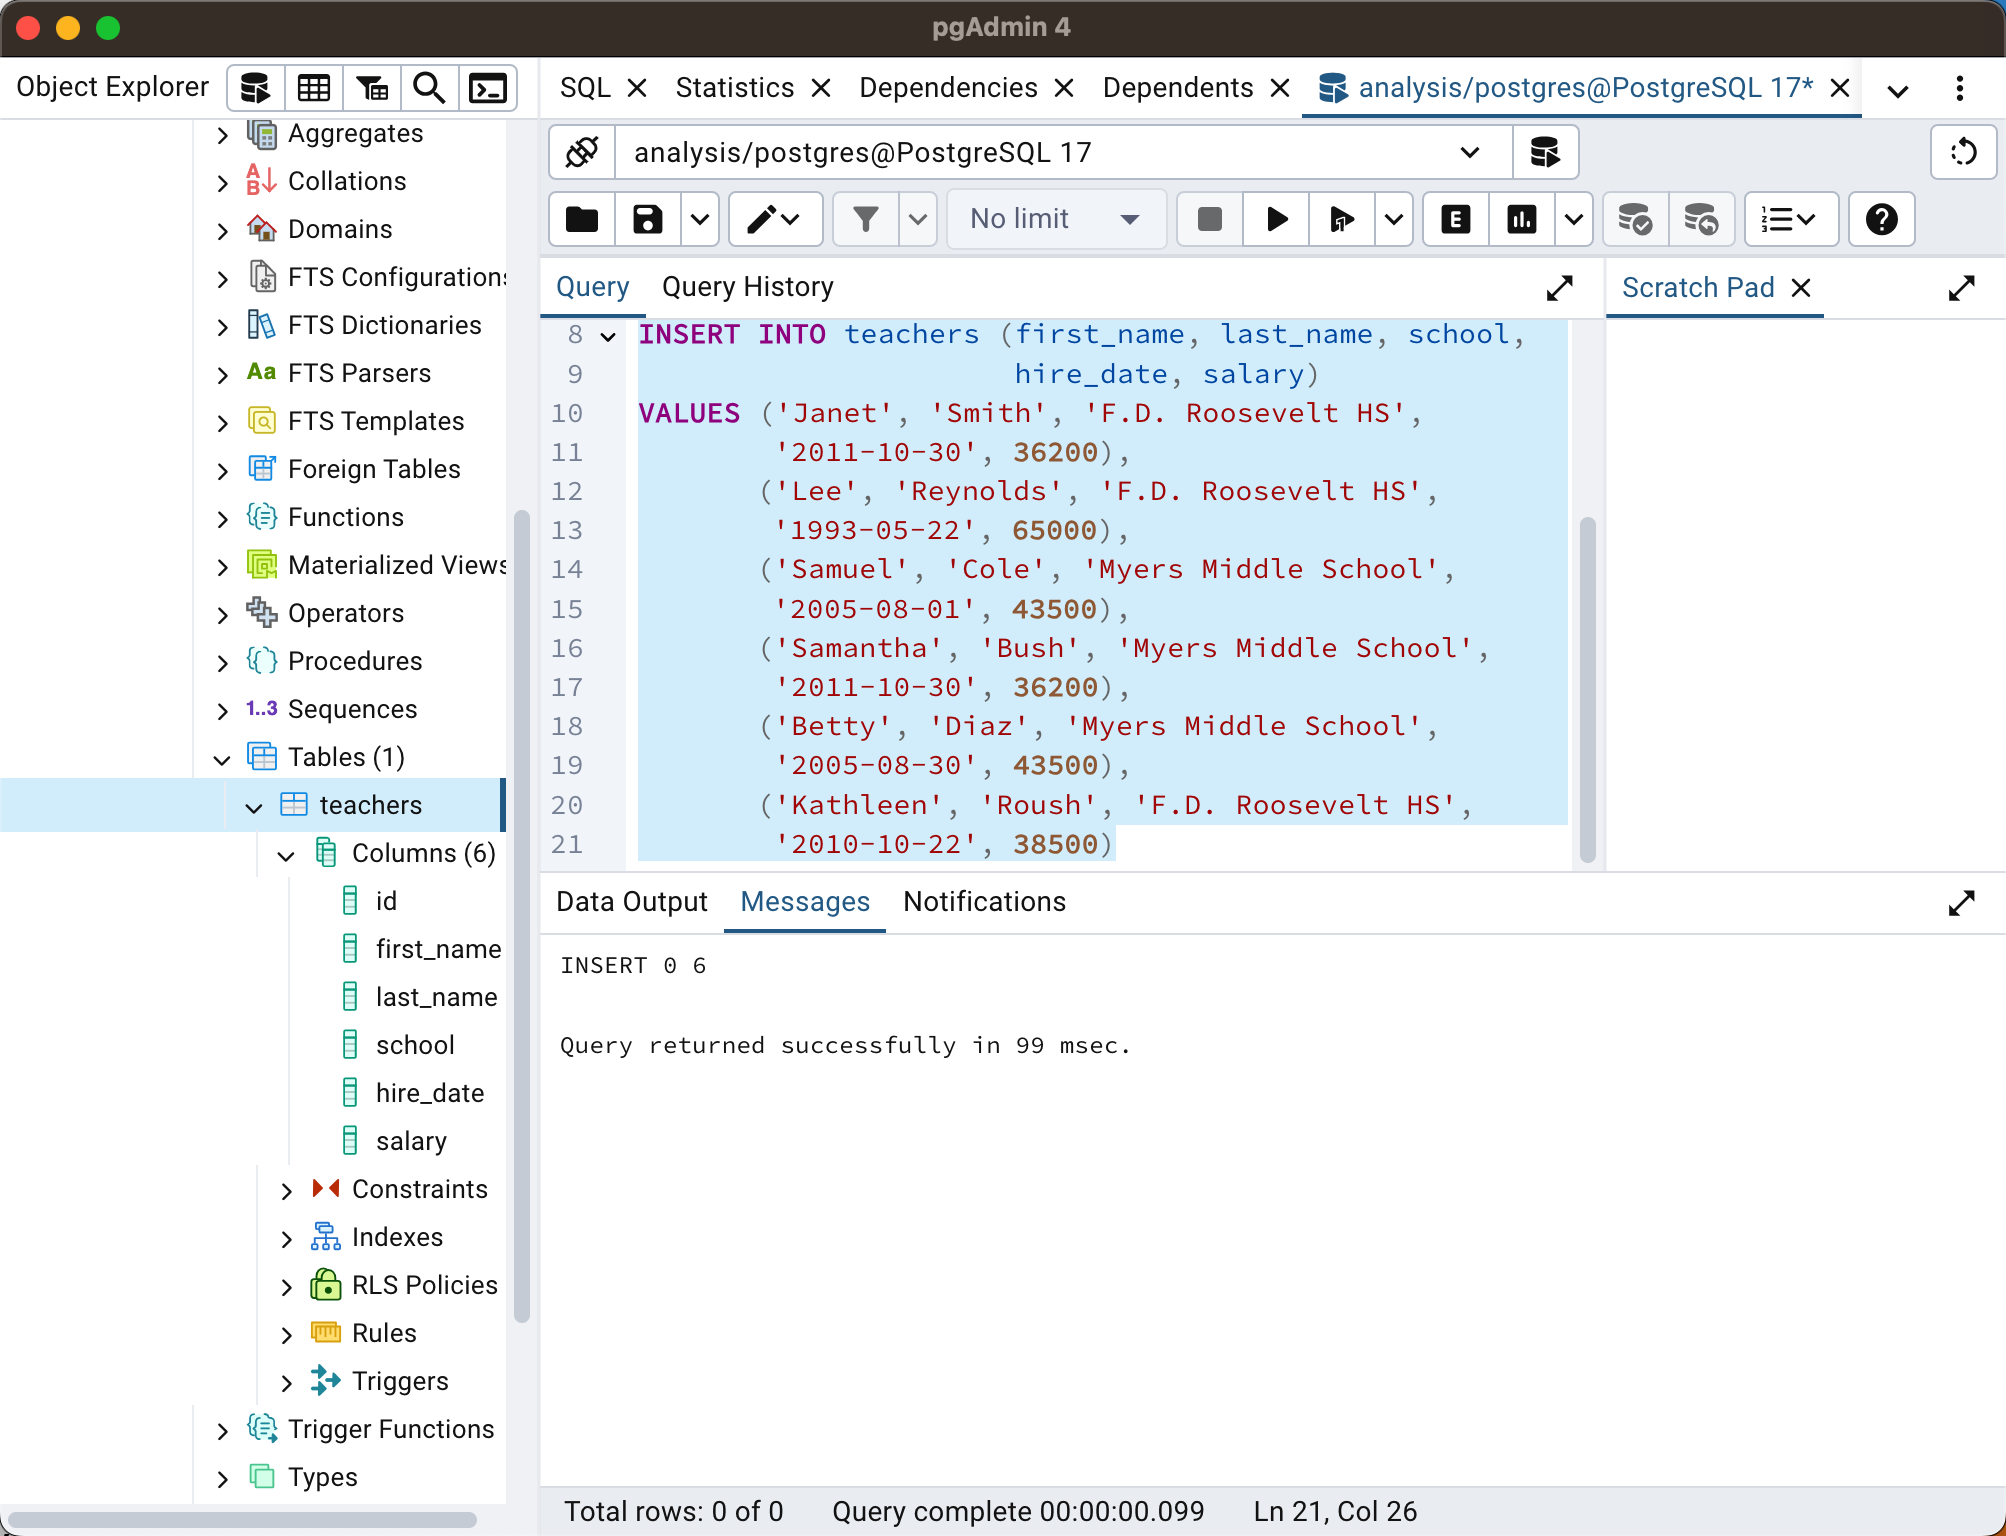 pgAdmin 4
Object Explorer
Aggregates
Collations
Domains
FTS Configurations
FTS Dictionaries
Aa FTS Parsers
FTS Templates
Foreign Tables
Functions
Materialized Views
Operators
Procedures
1..3 Sequences
Tables (1)
teachers
Columns (6)
id
first_name
last_name
school
hire_date
salary
Constraints
Indexes
RLS Policies
Rules
Triggers
Trigger Functions
Types
SQL Statistics Dependencies Dependents analysis/postgres@PostgreSQL 17*
analysis/postgres@PostgreSQL 17
No limit
E
Query Query History
Scratch Pad
8 INSERT INTO teachers (first_name, last_name, school,
9 hire_date, salary)
10 VALUES ('Janet', 'Smith', 'F.D. Roosevelt HS',
11 '2011-10-30', 36200),
12 ('Lee', 'Reynolds', 'F.D. Roosevelt HS',
13 '1993-05-22', 65000),
14 ('Samuel', 'Cole', 'Myers Middle School',
15 '2005-08-01', 43500),
16 ('Samantha', 'Bush', 'Myers Middle School',
17 '2011-10-30', 36200),
18 ('Betty', 'Diaz', 'Myers Middle School',
19 '2005-08-30', 43500),
20 ('Kathleen', 'Roush', 'F.D. Roosevelt HS',
21 '2010-10-22', 38500)
Data Output Messages Notifications
INSERT 0 6
Query returned successfully in 99 msec.
Total rows: 0 of 0 Query complete 00:00:00.099 Ln 21, Col 26